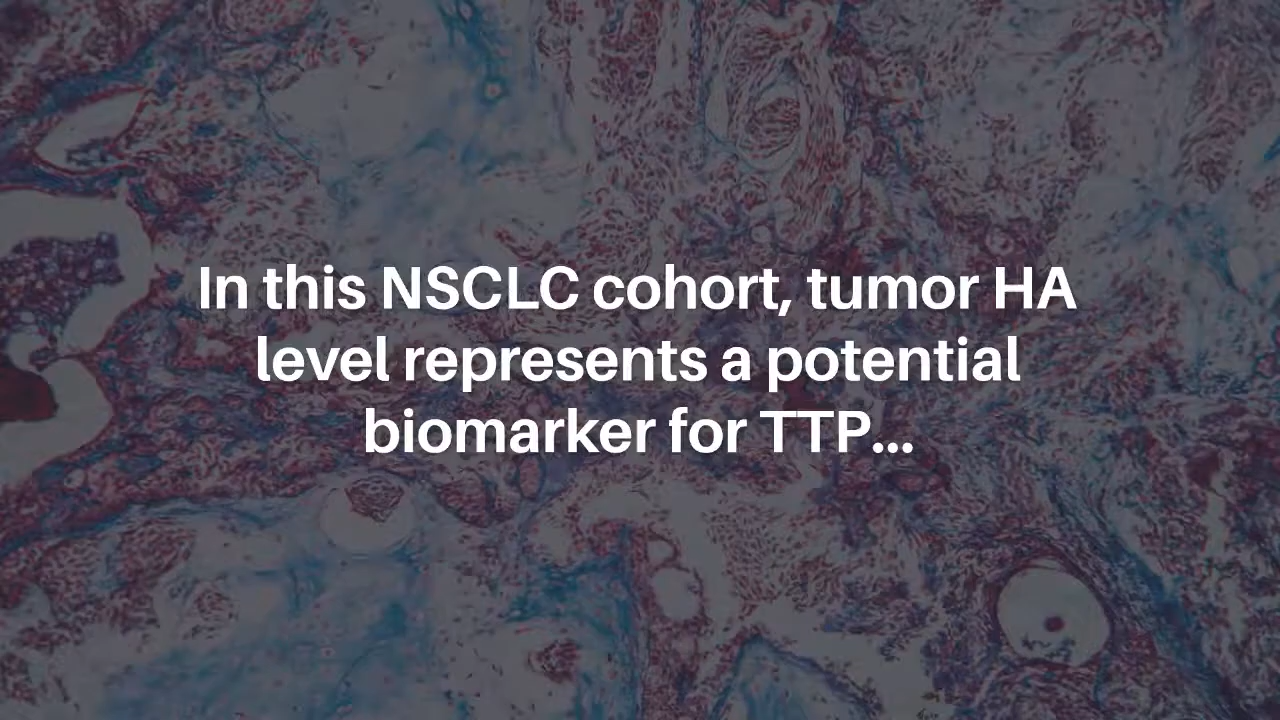 In this NSCLC cohort, tumor HA
level represents a potential
biomarker for TTP...